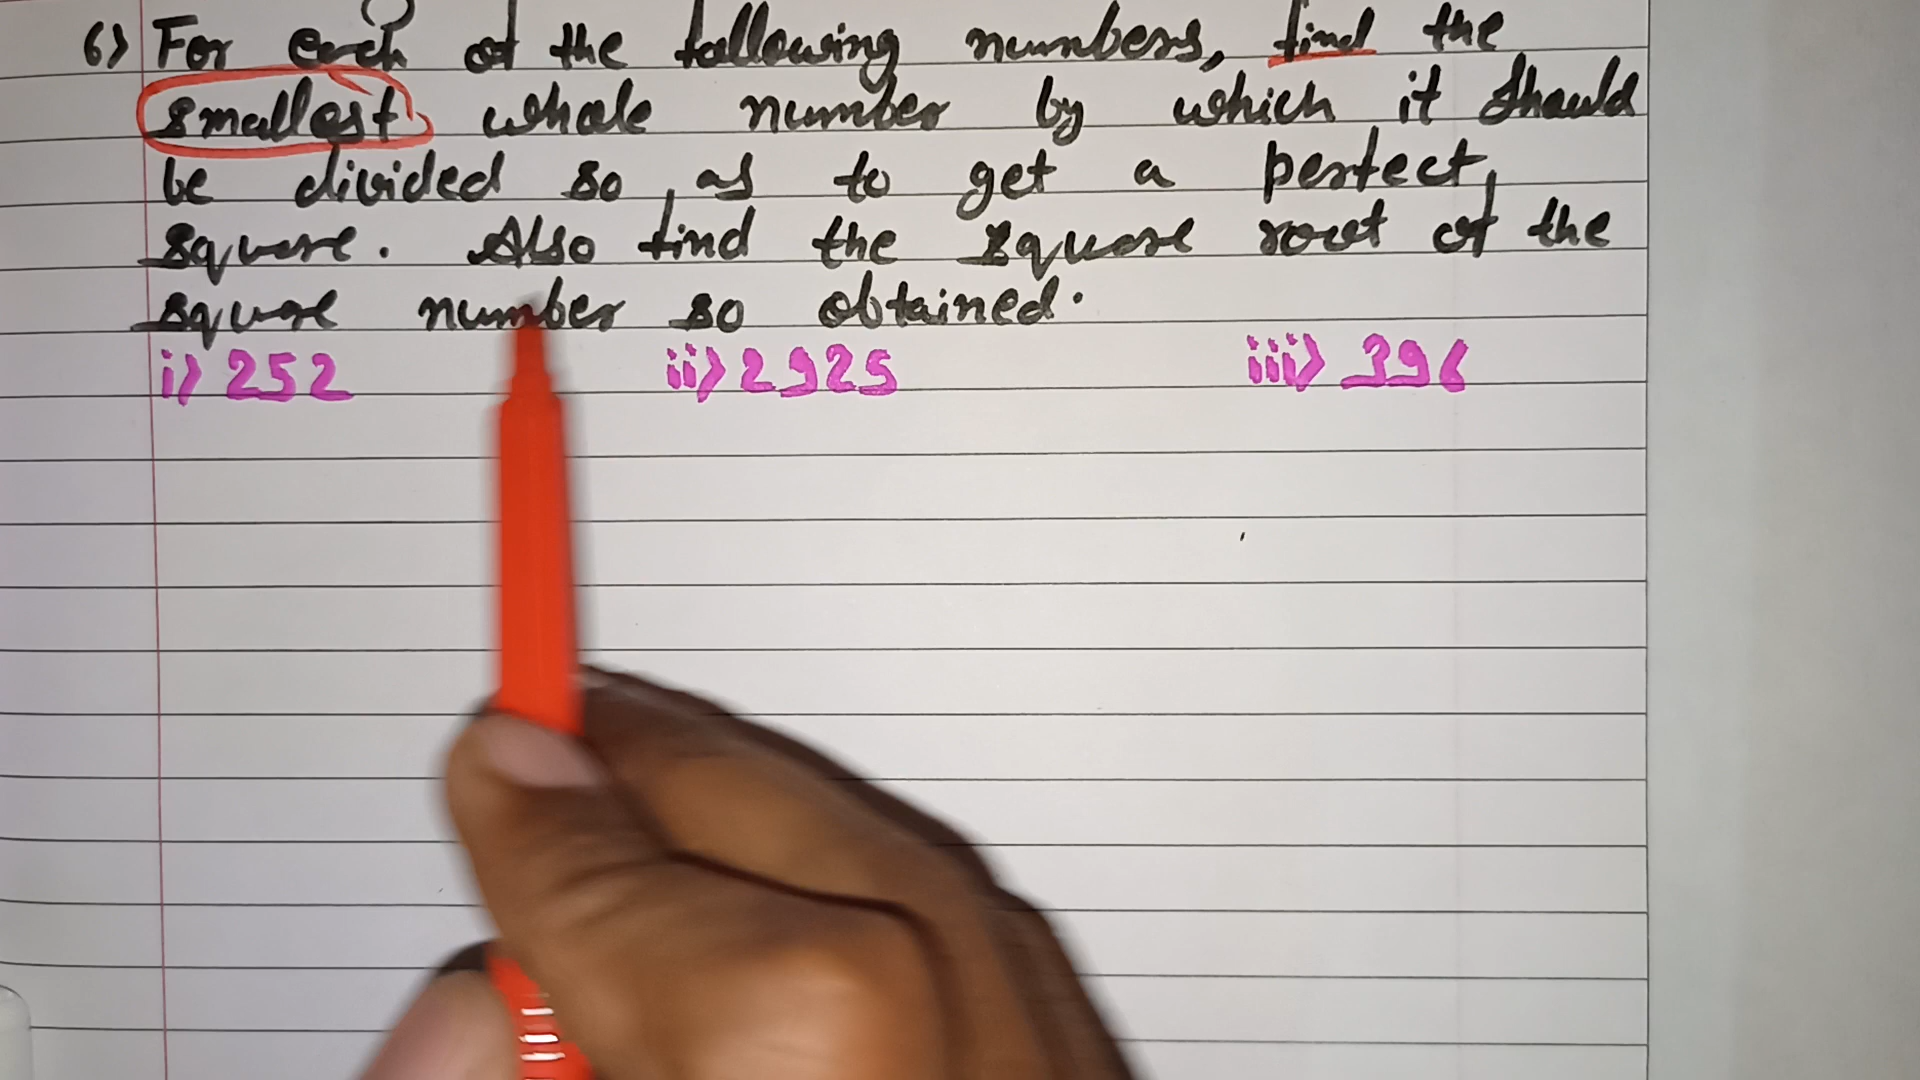 6) For each of the following numbers, find the
smallest whole number by which it should
be divided so as to get a perfect
square. Also find the square root of the
square number so obtained.
i) 252 ii) 2925 iii) 396